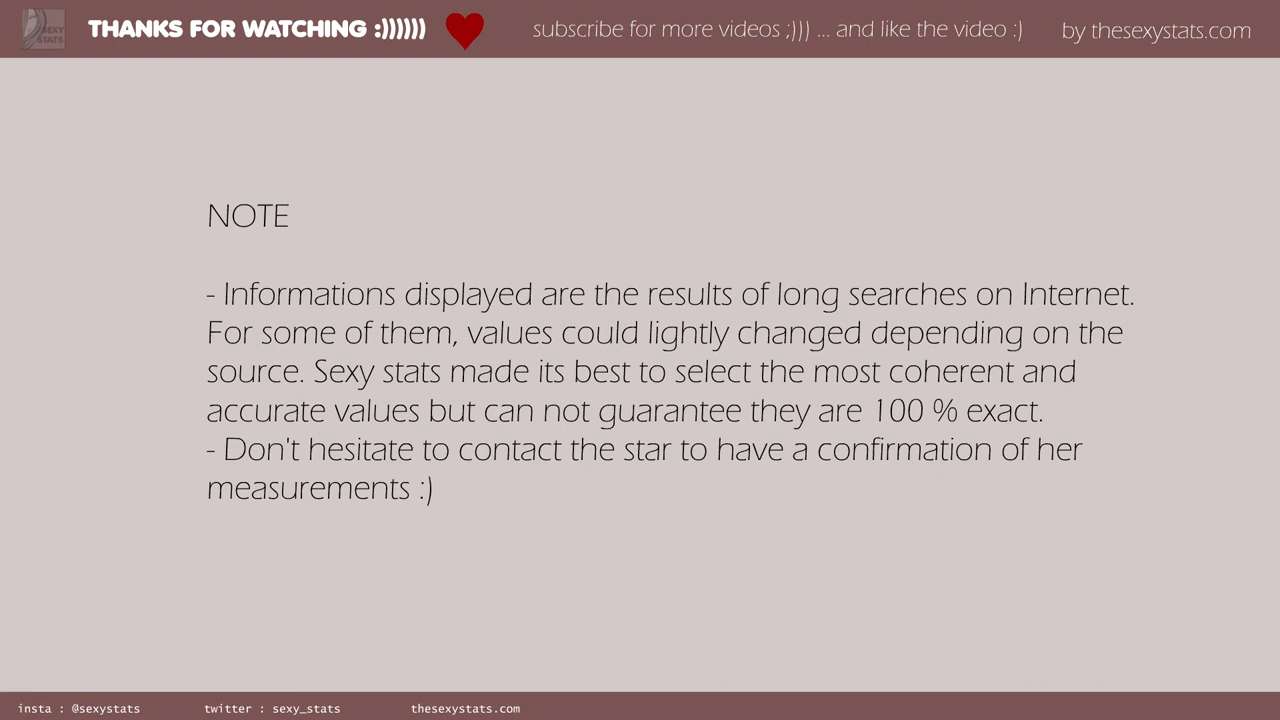 SEXY
STATS
THANKS FOR WATCHING :))))))
subscribe for more videos ;))) ... and like the video :)
by thesexystats.com
NOTE
- Informations displayed are the results of long searches on Internet.
For some of them, values could lightly changed depending on the
source. Sexy stats made its best to select the most coherent and
accurate values but can not guarantee they are 100 % exact.
- Don't hesitate to contact the star to have a confirmation of her
measurements :)
insta : @sexystats
twitter : sexy_stats
thesexystats.com